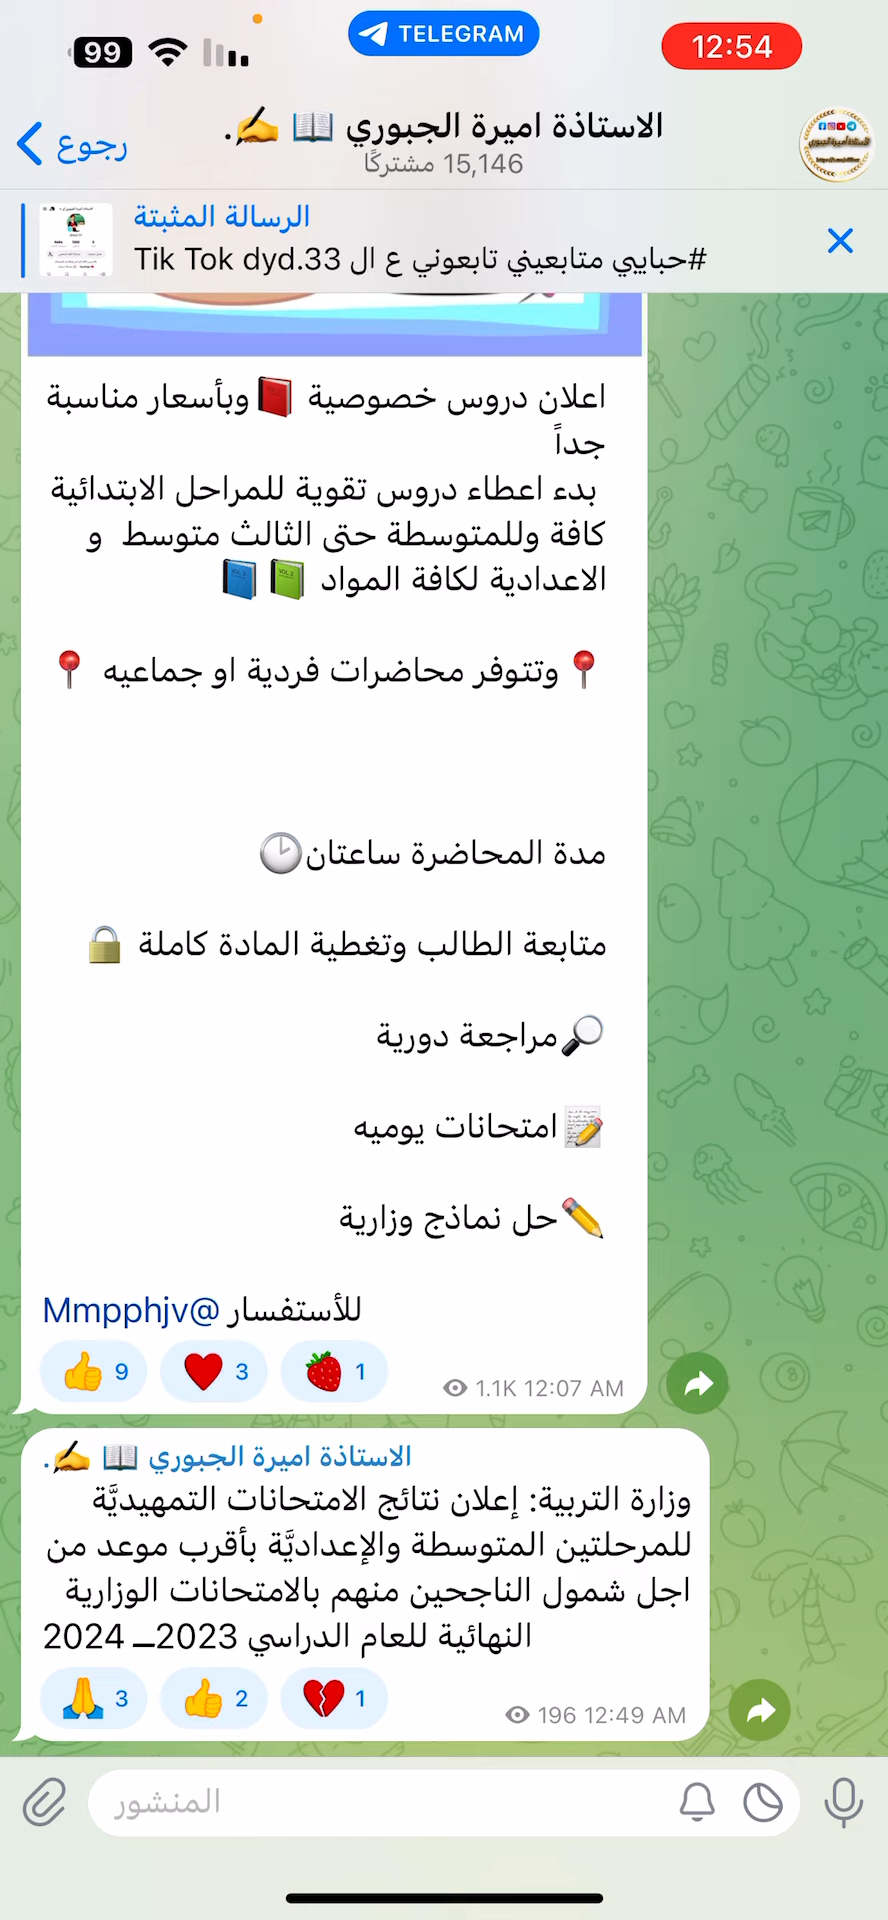 99
TELEGRAM
12:54
رجوع
الاستاذة اميرة الجبوري 📖 ✍️.
15,146 مشتركًا
الرسالة المثبتة
#حبايبي متابعيني تابعوني ع ال Tik Tok dyd.33
اعلان دروس خصوصية 📕وبأسعار مناسبة
جداً
بدء اعطاء دروس تقوية للمراحل الابتدائية
كافة وللمتوسطة حتى الثالث متوسط و
الاعدادية لكافة المواد 📗📘
📍وتتوفر محاضرات فردية او جماعيه 📍
مدة المحاضرة ساعتان🕑
متابعة الطالب وتغطية المادة كاملة 🔒
🔎مراجعة دورية
📝امتحانات يوميه
✏️حل نماذج وزارية
للأستفسار @Mmpphjv
👍 9 ❤️ 3 🍓 1
1.1K 12:07 AM
الاستاذة اميرة الجبوري 📖 ✍️.
وزارة التربية: إعلان نتائج الامتحانات التمهيديَّة
للمرحلتين المتوسطة والإعداديَّة بأقرب موعد من
اجل شمول الناجحين منهم بالامتحانات الوزارية
النهائية للعام الدراسي 2023ــ 2024
🙏 3 👍 2 💔 1
196 12:49 AM
المنشور